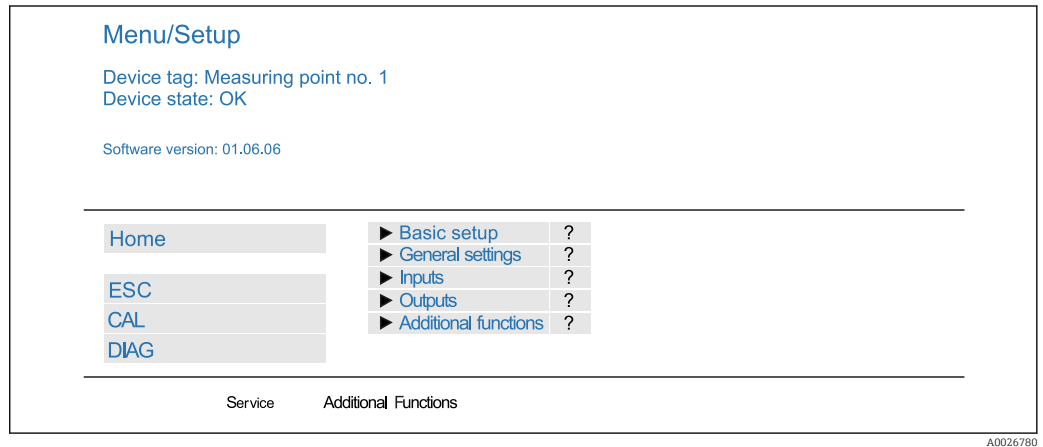 Menu/Setup
Device tag: Measuring point no. 1
Device state: OK
Software version: 01.06.06
Home
ESC
CAL
DIAG
► Basic setup ?
► General settings ?
► Inputs ?
► Outputs ?
► Additional functions ?
Service Additional Functions
A0026780